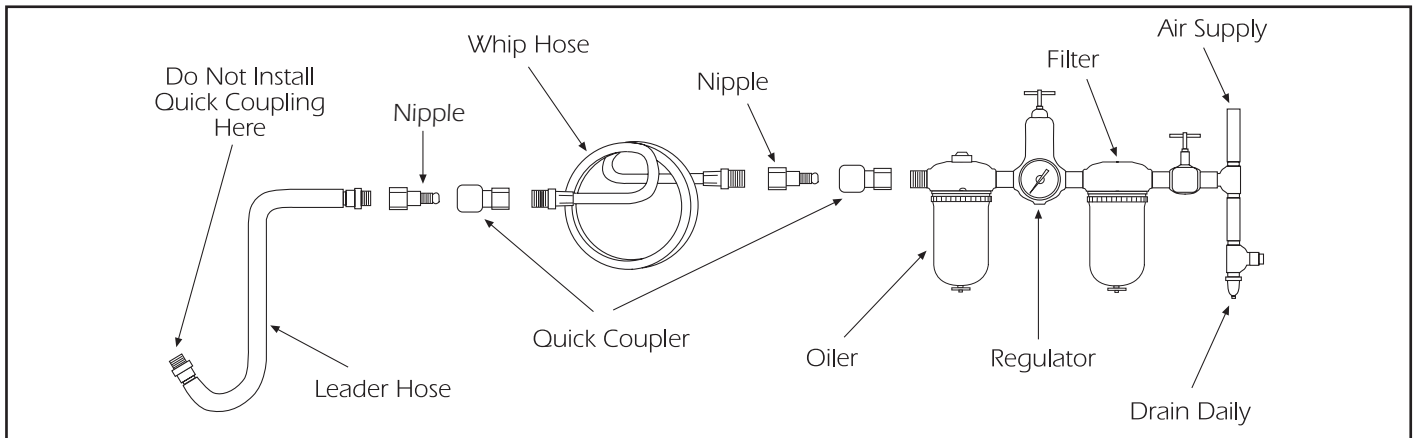 Do Not Install
Quick Coupling
Here
Nipple
Whip Hose
Nipple
Filter
Air Supply
Leader Hose
Quick Coupler
Oiler
Regulator
Drain Daily